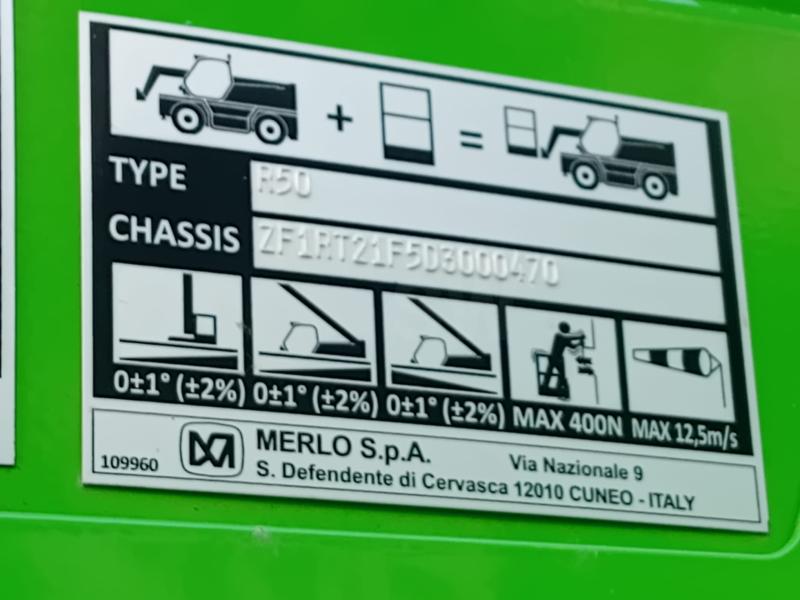 + =
TYPE R50
CHASSIS ZF1RT21F5D3000470
0±1° (±2%) 0±1° (±2%) 0±1° (±2%) MAX 400N MAX 12,5m/s
109960 MERLO S.p.A. Via Nazionale 9
S. Defendente di Cervasca 12010 CUNEO - ITALY